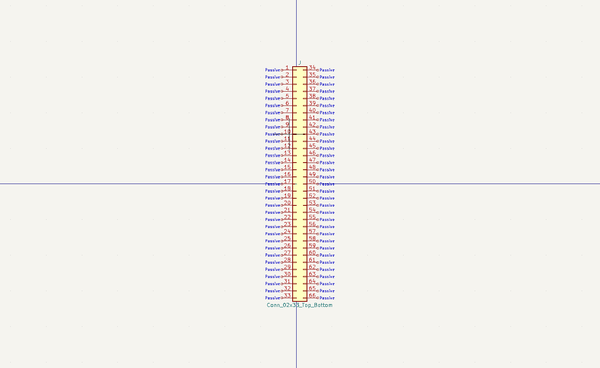 J
Passive 1 34 Passive
Passive 2 35 Passive
Passive 3 36 Passive
Passive 4 37 Passive
Passive 5 38 Passive
Passive 6 39 Passive
Passive 7 40 Passive
Passive 8 41 Passive
Passive 9 42 Passive
Passive 10 43 Passive
Passive 11 44 Passive
Passive 12 45 Passive
Passive 13 46 Passive
Passive 14 47 Passive
Passive 15 48 Passive
Passive 16 49 Passive
Passive 17 50 Passive
Passive 18 51 Passive
Passive 19 52 Passive
Passive 20 53 Passive
Passive 21 54 Passive
Passive 22 55 Passive
Passive 23 56 Passive
Passive 24 57 Passive
Passive 25 58 Passive
Passive 26 59 Passive
Passive 27 60 Passive
Passive 28 61 Passive
Passive 29 62 Passive
Passive 30 63 Passive
Passive 31 64 Passive
Passive 32 65 Passive
Passive 33 66 Passive
Conn_02x33_Top_Bottom